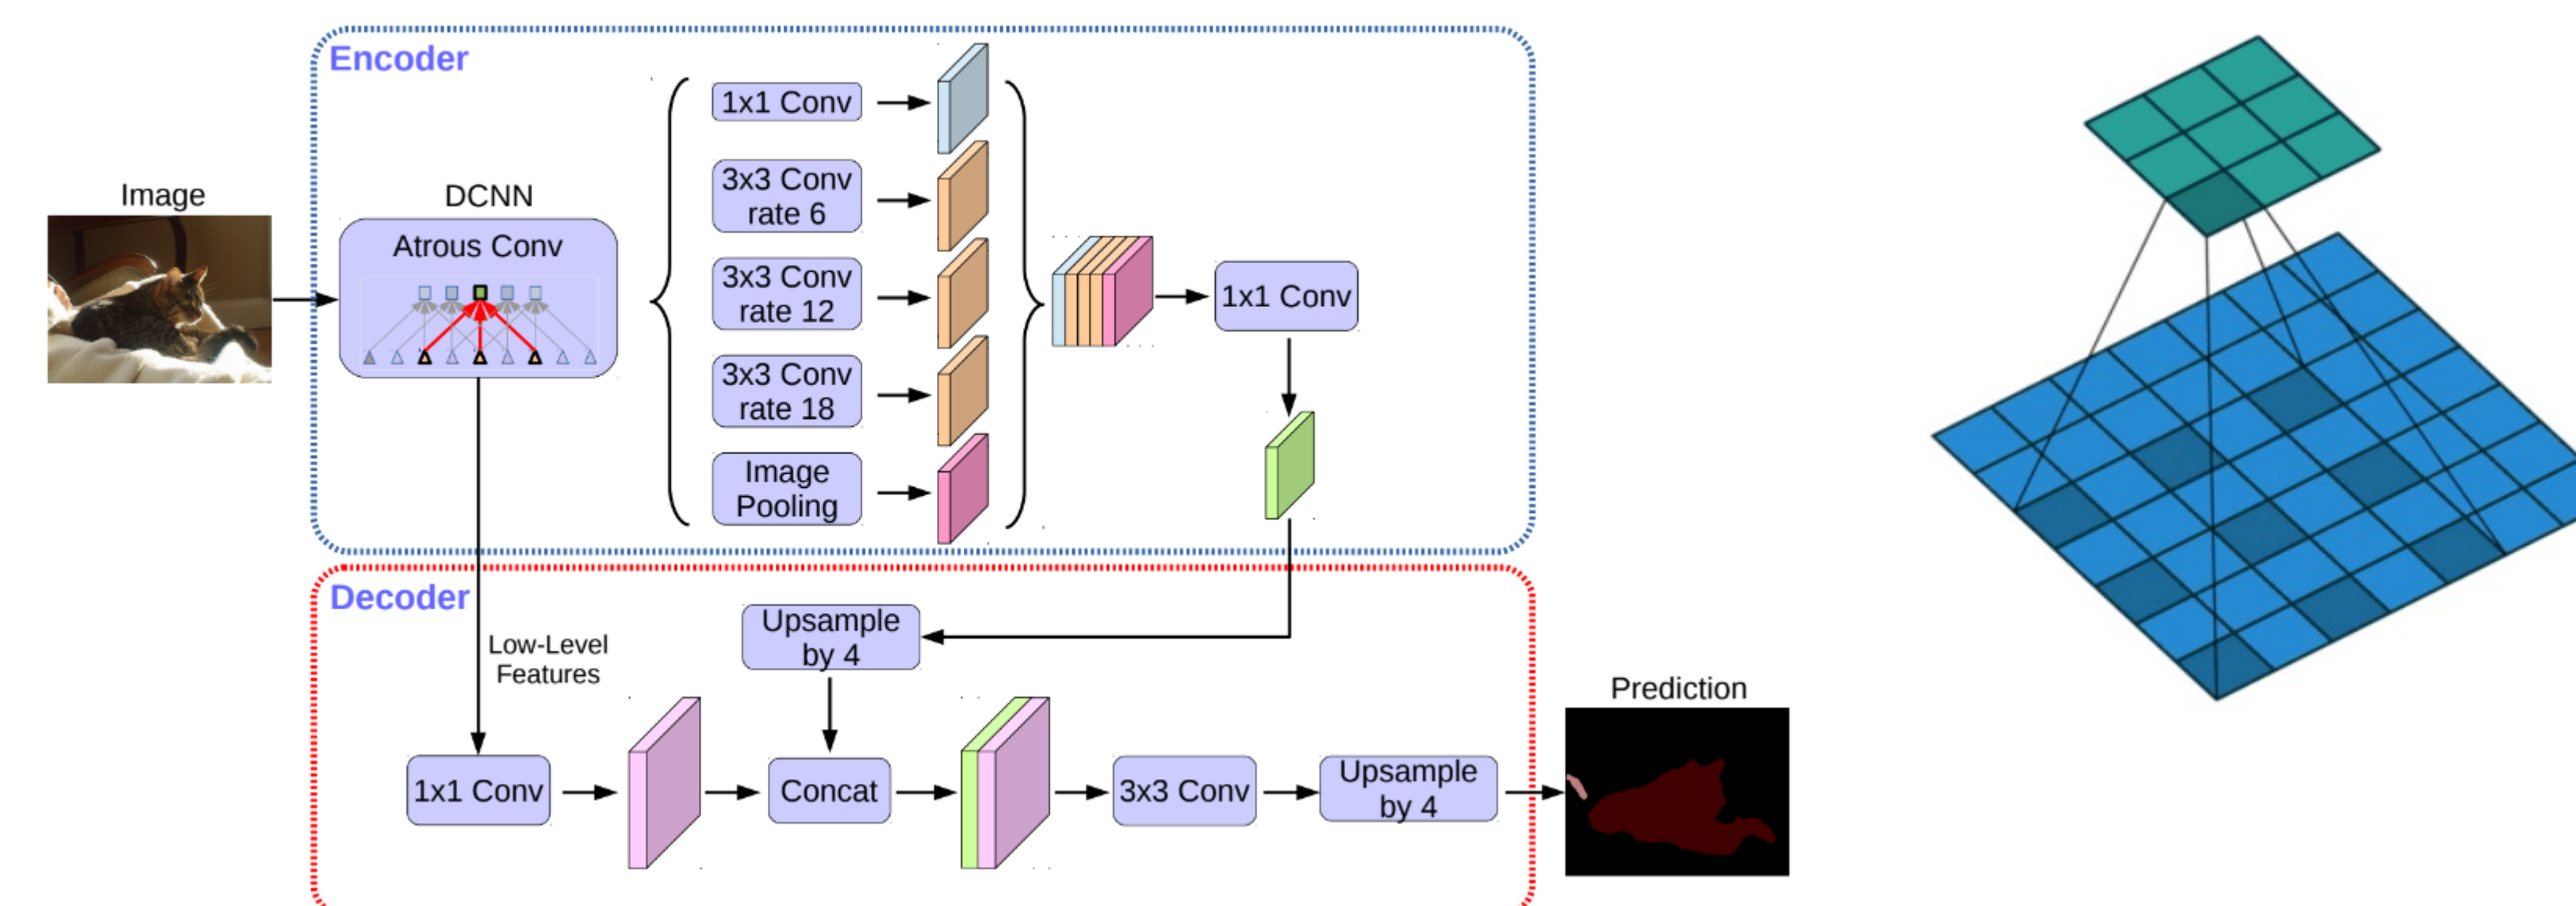 Encoder
Image
DCNN
Atrous Conv
1x1 Conv
3x3 Conv
rate 6
3x3 Conv
rate 12
3x3 Conv
rate 18
Image
Pooling
1x1 Conv
Decoder
Low-Level
Features
Upsample
by 4
1x1 Conv
Concat
3x3 Conv
Upsample
by 4
Prediction